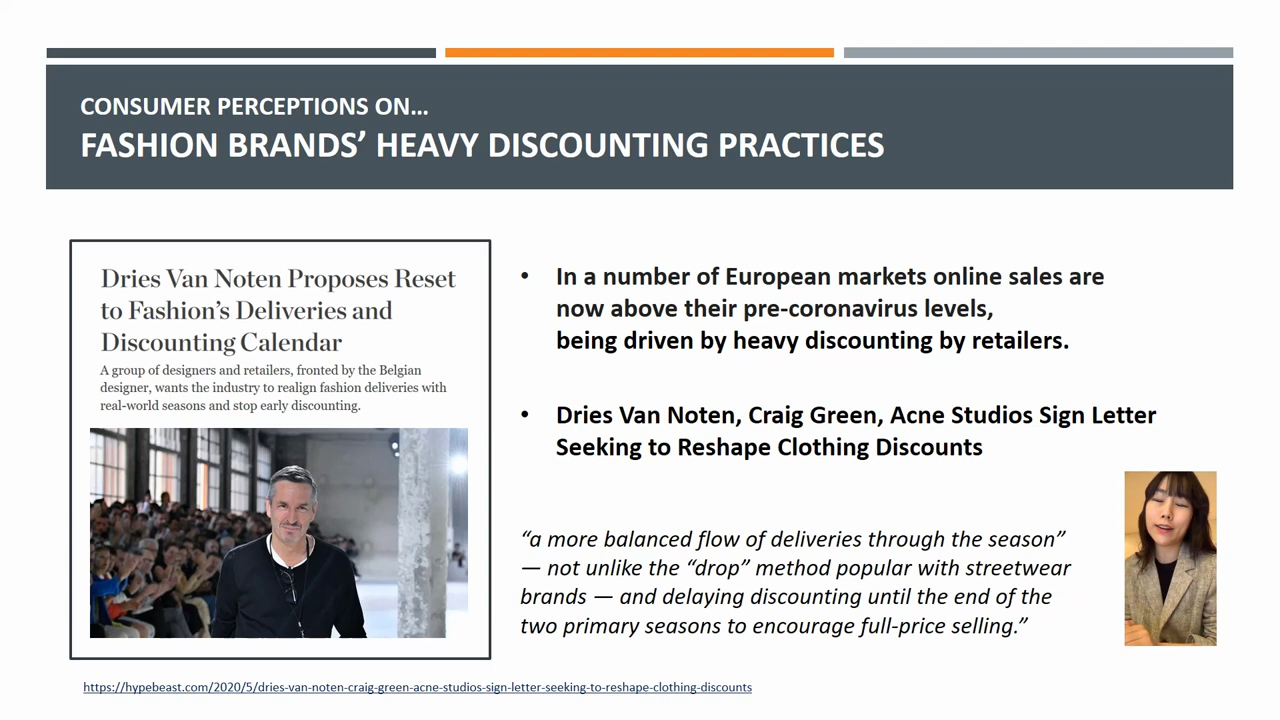 CONSUMER PERCEPTIONS ON...
FASHION BRANDS' HEAVY DISCOUNTING PRACTICES
Dries Van Noten Proposes Reset
to Fashion's Deliveries and
Discounting Calendar
A group of designers and retailers, fronted by the Belgian
designer, wants the industry to realign fashion deliveries with
real-world seasons and stop early discounting.
• In a number of European markets online sales are
now above their pre-coronavirus levels,
being driven by heavy discounting by retailers.
• Dries Van Noten, Craig Green, Acne Studios Sign Letter
Seeking to Reshape Clothing Discounts
“a more balanced flow of deliveries through the season”
— not unlike the “drop” method popular with streetwear
brands — and delaying discounting until the end of the
two primary seasons to encourage full-price selling.”
https://hypebeast.com/2020/5/dries-van-noten-craig-green-acne-studios-sign-letter-seeking-to-reshape-clothing-discounts